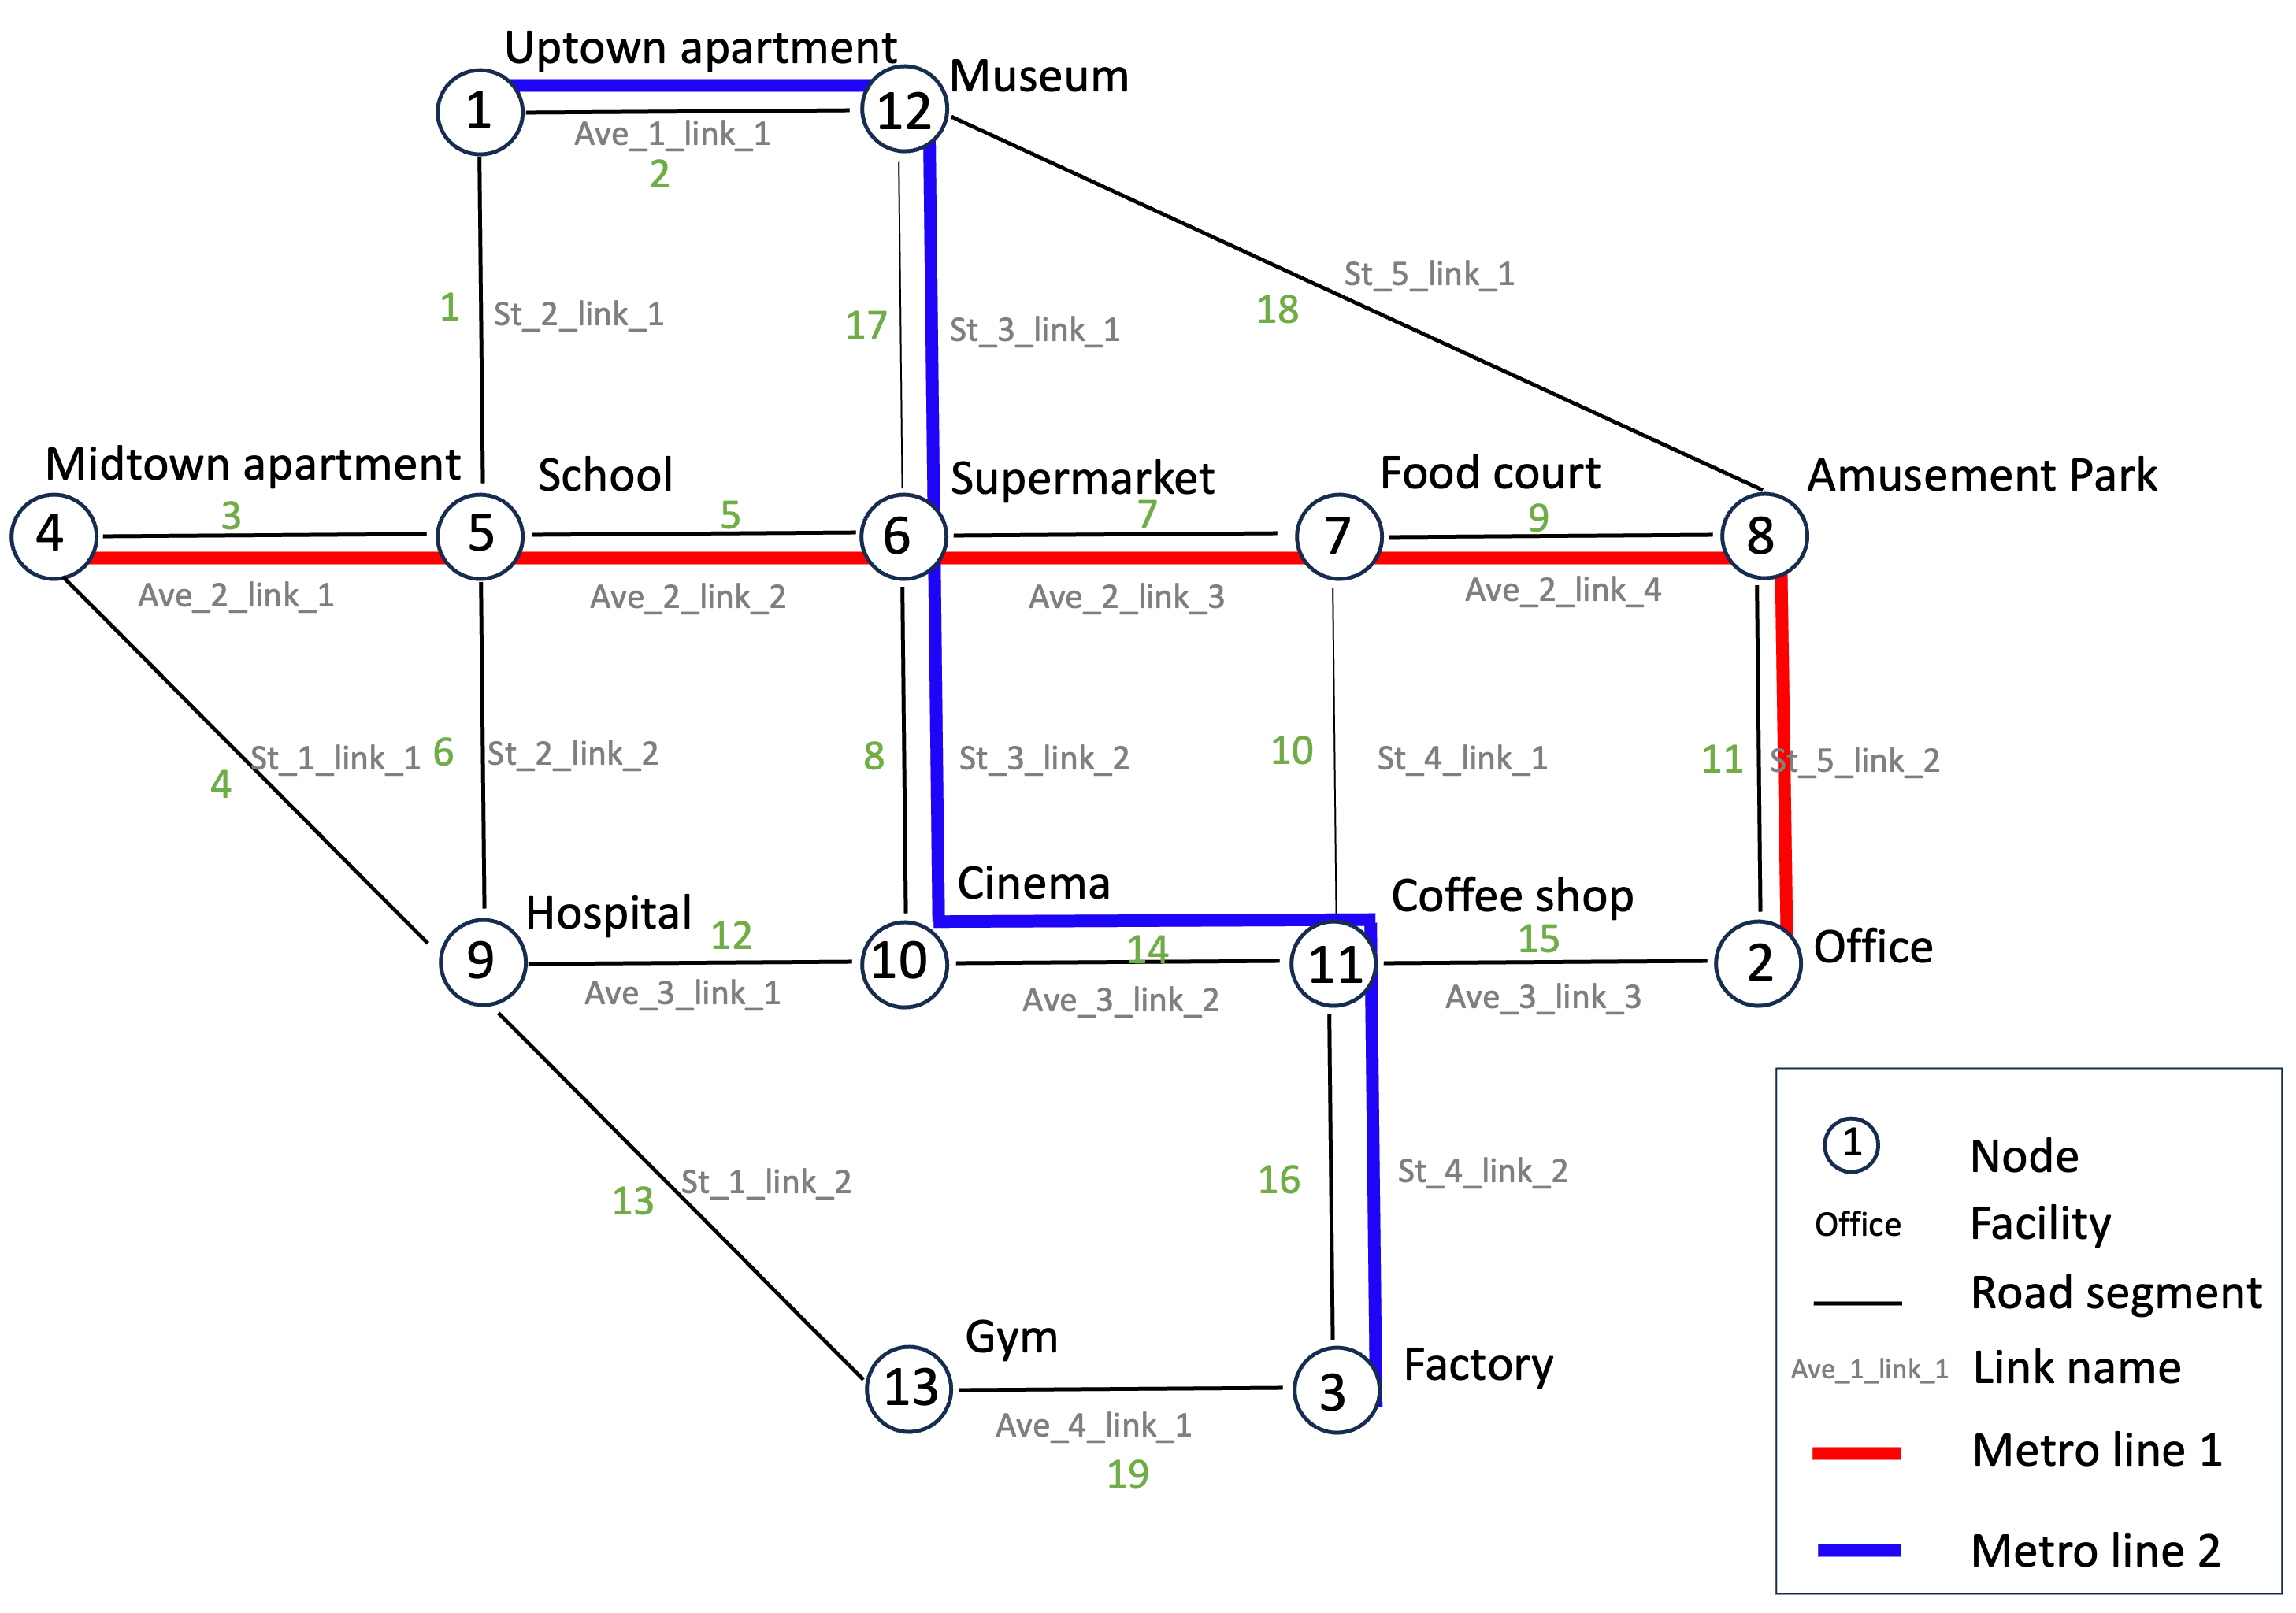 Uptown apartment
Museum
1
12
Ave_1_link_1
2
St_5_link_1
1
St_2_link_1
17
St_3_link_1
18
Midtown apartment
School
Supermarket
Food court
Amusement Park
3
5
7
9
4
5
6
7
8
Ave_2_link_1
Ave_2_link_2
Ave_2_link_3
Ave_2_link_4
St_1_link_1
4
6
St_2_link_2
8
St_3_link_2
10
St_4_link_1
11
St_5_link_2
Hospital
Cinema
Coffee shop
Office
12
14
15
9
10
11
2
Ave_3_link_1
Ave_3_link_2
Ave_3_link_3
13
St_1_link_2
16
St_4_link_2
Gym
Factory
13
3
Ave_4_link_1
19
1
Node
Office
Facility
Road segment
Ave_1_link_1
Link name
Metro line 1
Metro line 2